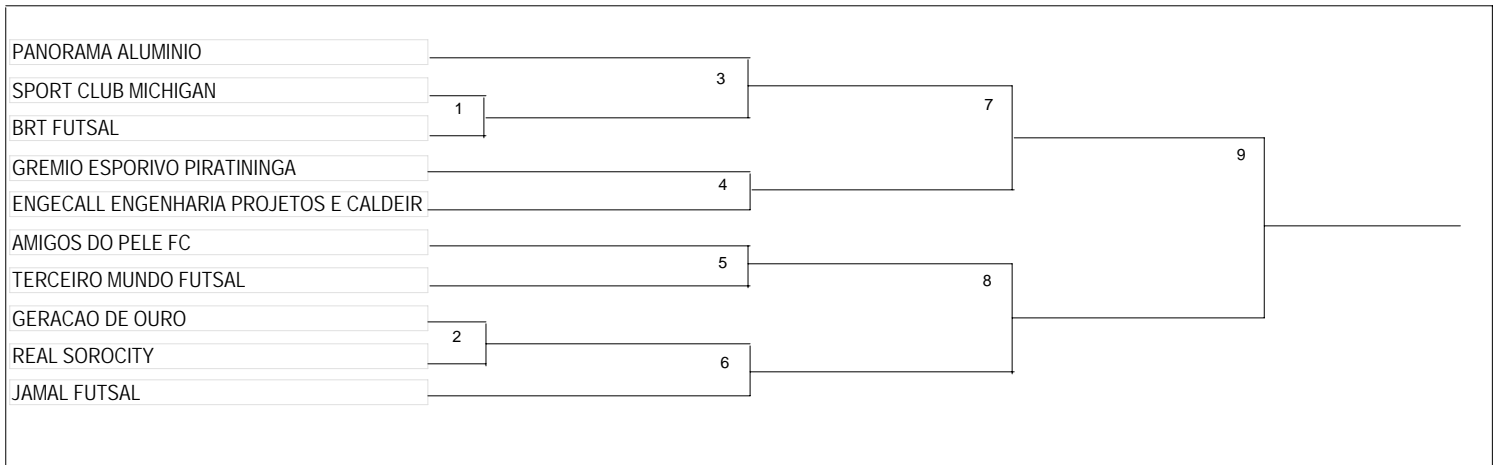 PANORAMA ALUMINIO
3
SPORT CLUB MICHIGAN
1
7
BRT FUTSAL
9
GREMIO ESPORIVO PIRATININGA
4
ENGECALL ENGENHARIA PROJETOS E CALDEIR
AMIGOS DO PELE FC
5
TERCEIRO MUNDO FUTSAL
8
GERACAO DE OURO
2
REAL SOROCITY
6
JAMAL FUTSAL